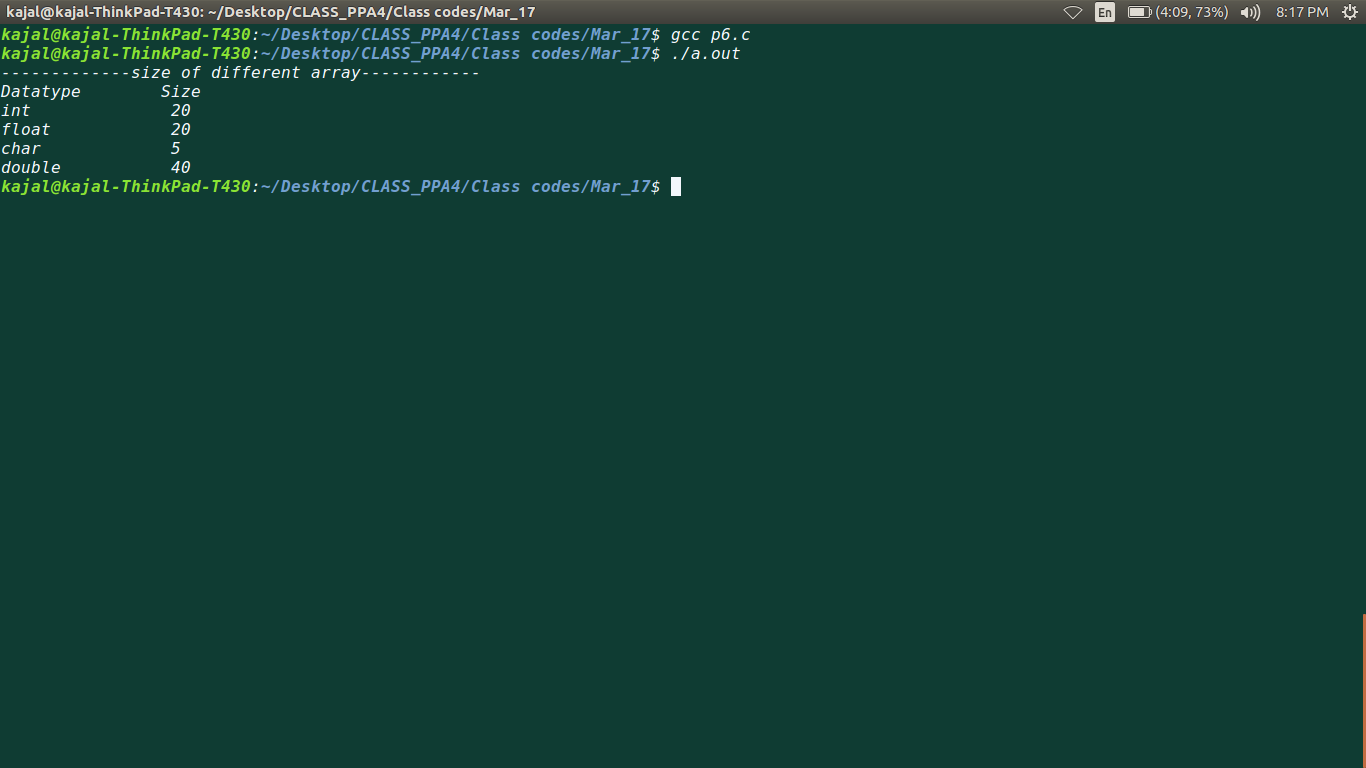 kajal@kajal-ThinkPad-T430: ~/Desktop/CLASS_PPA4/Class codes/Mar_17 En (4:09, 73%) 8:17 PM
kajal@kajal-ThinkPad-T430:~/Desktop/CLASS_PPA4/Class codes/Mar_17$ gcc p6.c
kajal@kajal-ThinkPad-T430:~/Desktop/CLASS_PPA4/Class codes/Mar_17$ ./a.out
-------------size of different array------------
Datatype        Size
int              20
float            20
char             5
double           40
kajal@kajal-ThinkPad-T430:~/Desktop/CLASS_PPA4/Class codes/Mar_17$